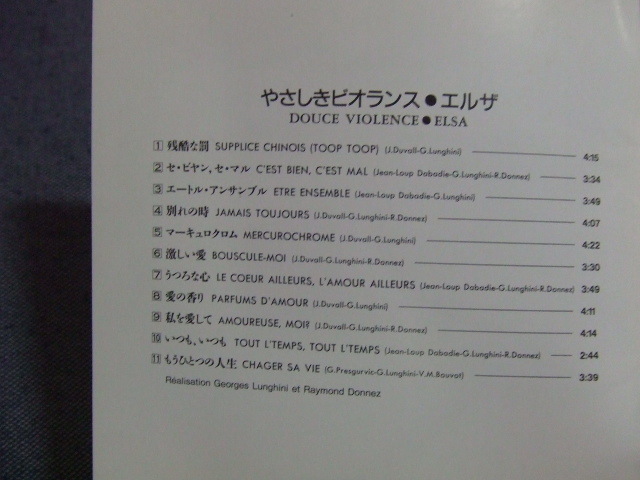 やさしきビオランス●エルザ
DOUCE VIOLENCE●ELSA
1 残酷な罰 SUPPLICE CHINOIS (TOOP TOOP) (J.Duvall-G.Lunghini) 4:15
2 セ・ビヤン, セ・マル C'EST BIEN, C'EST MAL (Jean-Loup Dabadie-G.Lunghini-R.Donnez) 3:34
3 エートル・アンサンブル ETRE ENSEMBLE (Jean-Loup Dabadie-G.Lunghini) 3:49
4 別れの時 JAMAIS TOUJOURS (J.Duvall-G.Lunghini-R.Donnez) 4:07
5 マーキュロクロム MERCUROCHROME (J.Duvall-G.Lunghini) 4:22
6 激しい愛 BOUSCULE-MOI (J.Duvall-G.Lunghini-R.Donnez) 3:30
7 うつろな心 LE COEUR AILLEURS, L'AMOUR AILLEURS (Jean-Loup Dabadie-G.Lunghini-R.Donnez) 3:49
8 愛の香り PARFUMS D'AMOUR (J.Duvall-G.Lunghini) 4:11
9 私を愛して AMOUREUSE, MOI? (J.Duvall-G.Lunghini-R.Donnez) 4:14
10 いつも, いつも TOUT L'TEMPS, TOUT L'TEMPS (Jean-Loup Dabadie-G.Lunghini-R.Donnez) 2:44
11 もうひとつの人生 CHAGER SA VIE (G.Presgurvic-G.Lunghini-V.M.Bouvot) 3:39
Réalisation Georges Lunghini et Raymond Donnez